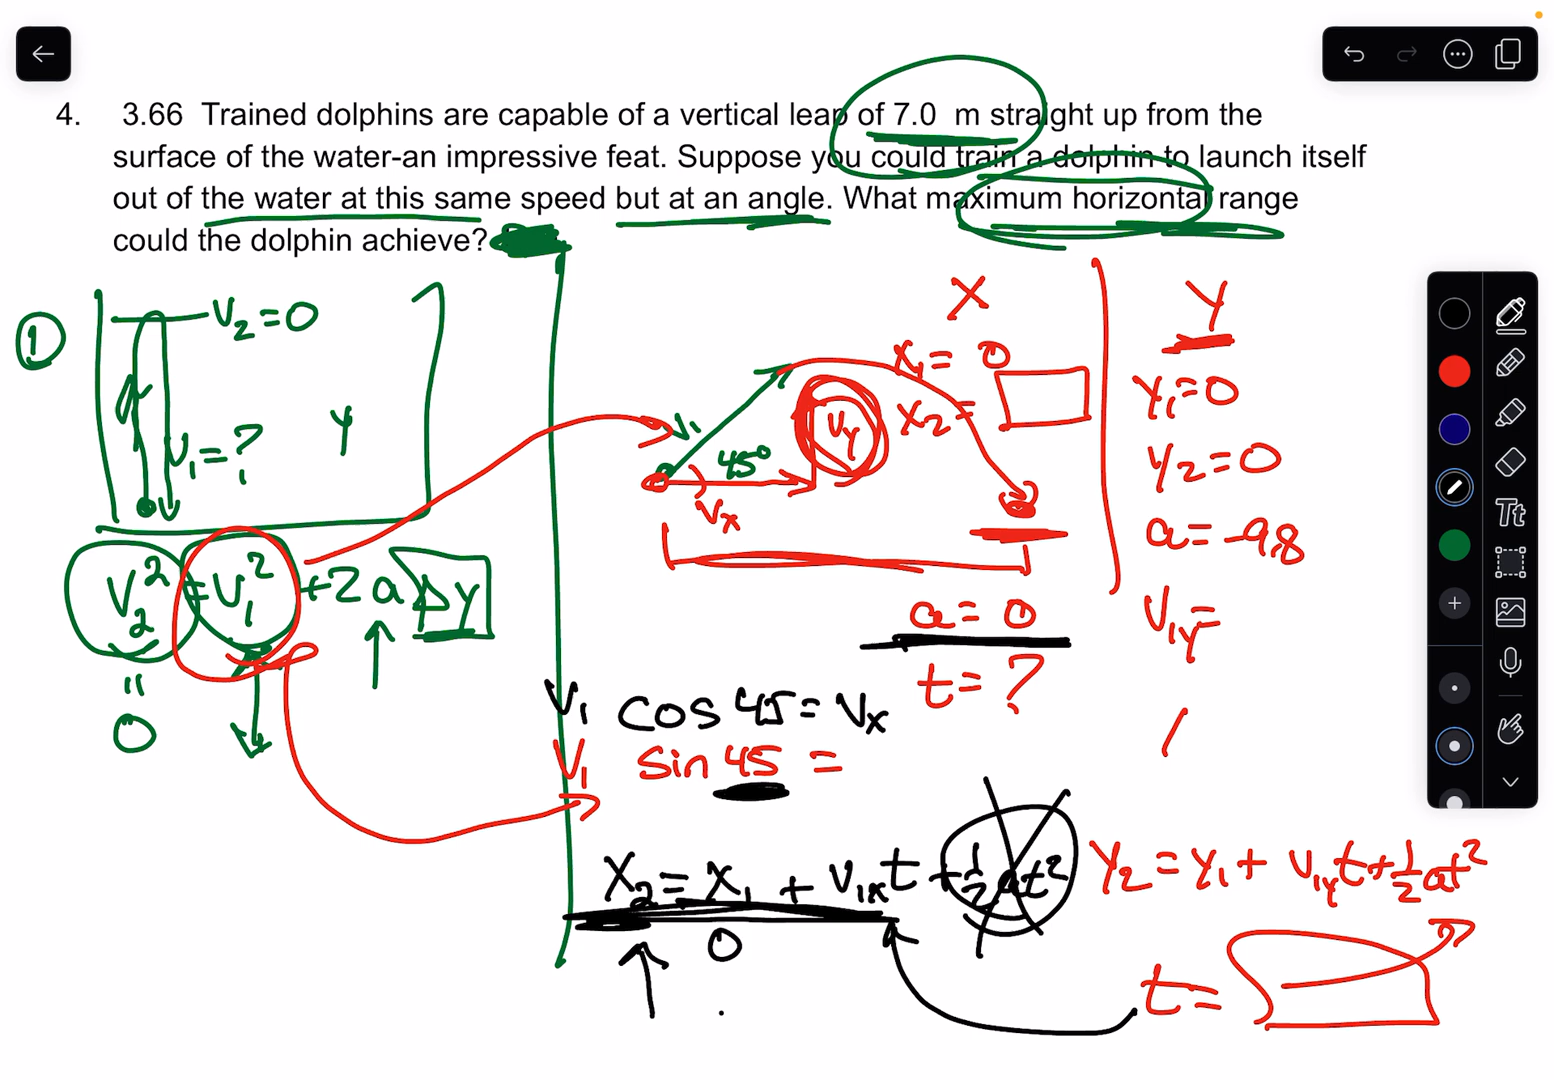 4. 3.66 Trained dolphins are capable of a vertical leap of 7.0 m straight up from the
surface of the water-an impressive feat. Suppose you could train a dolphin to launch itself
out of the water at this same speed but at an angle. What maximum horizontal range
could the dolphin achieve?
1
V₂=0
V₁=?
Y
V₂²=V₁²+2aΔy
"
0
X
X₁= 0
X₂=
V₁
45°
Vy
Vx
a= 0
t= ?
Y
Y₁=0
Y₂=0
a=-9.8
V₁y=
V₁ cos 45=Vx
V₁ sin 45 =
X₂= X₁ + V₁xt +½at²
0
Y₂=Y₁+ V₁yt+½at²
t=
Tt